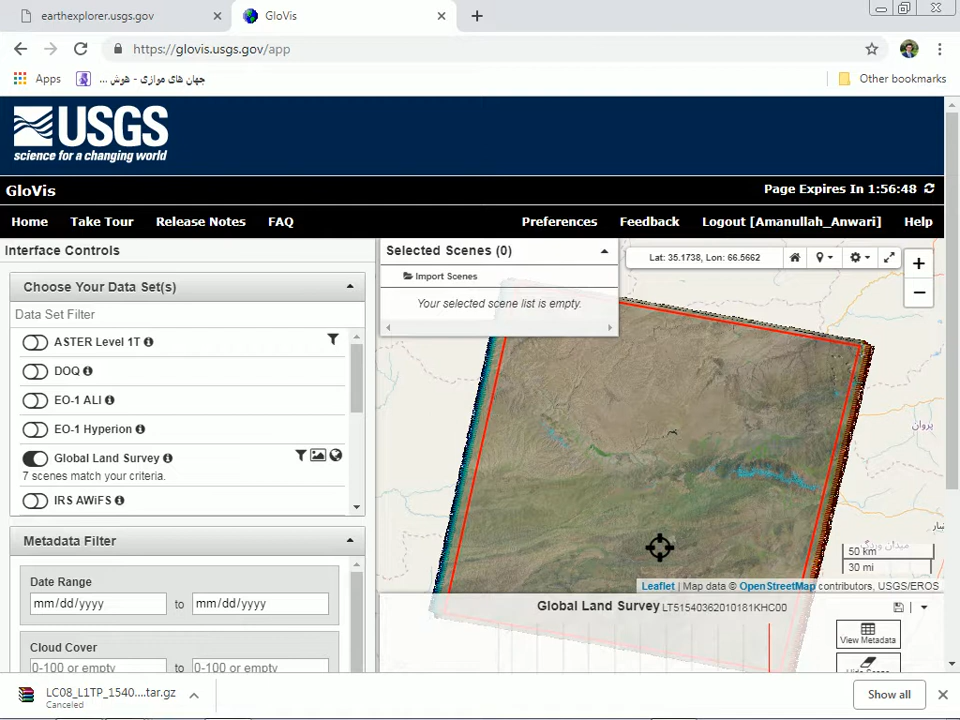 earthexplorer.usgs.gov
GloVis
https://glovis.usgs.gov/app
Apps
جهان های موازی - هوش ...
Other bookmarks
USGS
science for a changing world
GloVis
Page Expires In 1:56:48
Home
Take Tour
Release Notes
FAQ
Preferences
Feedback
Logout [Amanullah_Anwari]
Help
Interface Controls
Choose Your Data Set(s)
Data Set Filter
ASTER Level 1T
DOQ
EO-1 ALI
EO-1 Hyperion
Global Land Survey
7 scenes match your criteria.
IRS AWiFS
Metadata Filter
Date Range
mm/dd/yyyy to mm/dd/yyyy
Cloud Cover
0-100 or empty to 0-100 or empty
Selected Scenes (0)
Import Scenes
Your selected scene list is empty.
Lat: 35.1738, Lon: 66.5662
+
−
پروان
میدان وردگ
50 km
30 mi
Leaflet | Map data © OpenStreetMap contributors, USGS/EROS
Global Land Survey LT51540362010181KHC00
View Metadata
Hide Scene
LC08_L1TP_1540....tar.gz
Canceled
Show all